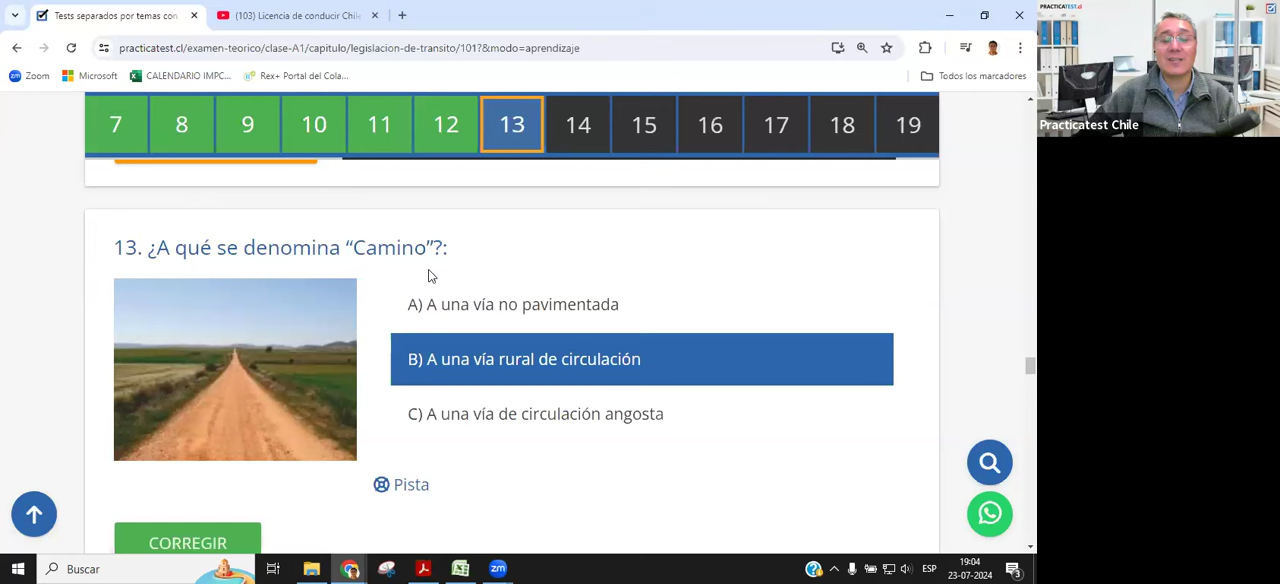 Tests separados por temas con
(103) Licencia de conducir
practicatest.cl/examen-teorico/clase-A1/capitulo/legislacion-de-transito/101?&modo=aprendizaje
Zoom
Microsoft
CALENDARIO IMPC...
Rex+ Portal del Cola...
Todos los marcadores
PRACTICATEST.cl
Practicatest Chile
7 8 9 10 11 12 13 14 15 16 17 18 19
13. ¿A qué se denomina “Camino”?:
A) A una vía no pavimentada
B) A una vía rural de circulación
C) A una vía de circulación angosta
Pista
CORREGIR
Buscar
zm
ESP
19:04
23-07-2024
3